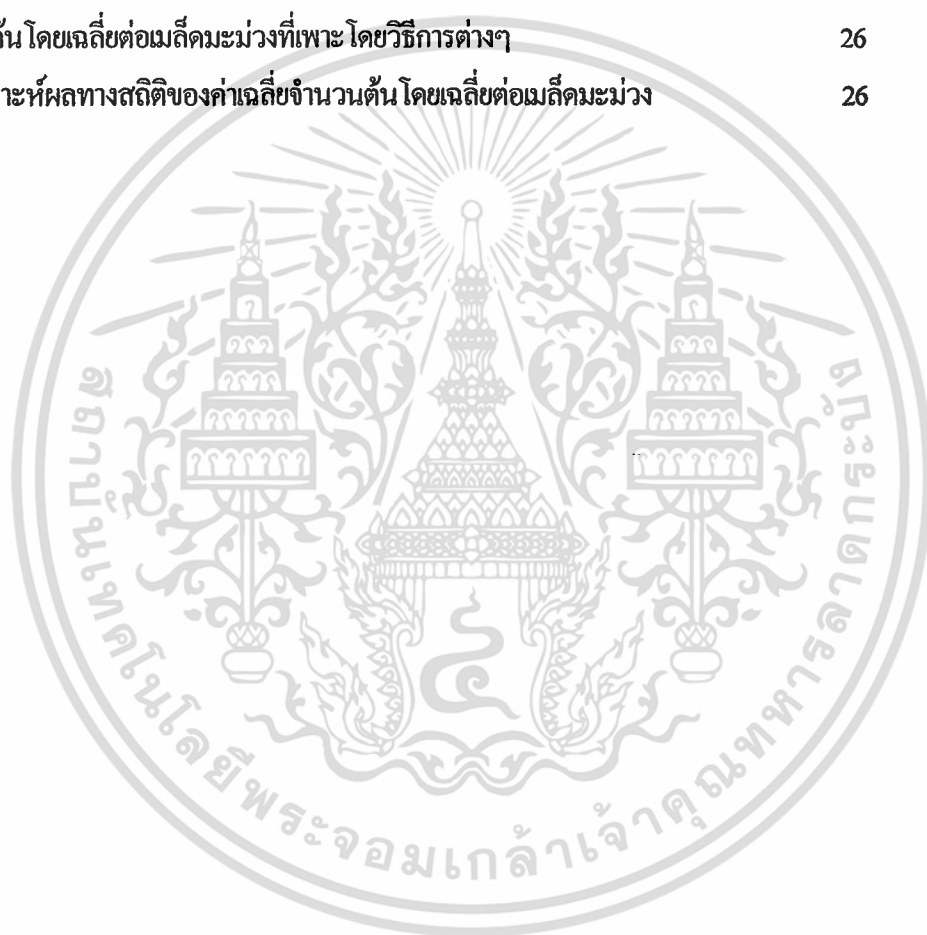 ต้นโดยเฉลี่ยต่อเมล็ดมะม่วงที่เพาะโดยวิธีการต่างๆ 26
าะห์ผลทางสถิติของค่าเฉลี่ยจำนวนต้นโดยเฉลี่ยต่อเมล็ดมะม่วง 26
สถาบันเทคโนโลยีพระจอมเกล้าเจ้าคุณทหารลาดกระบัง
๔